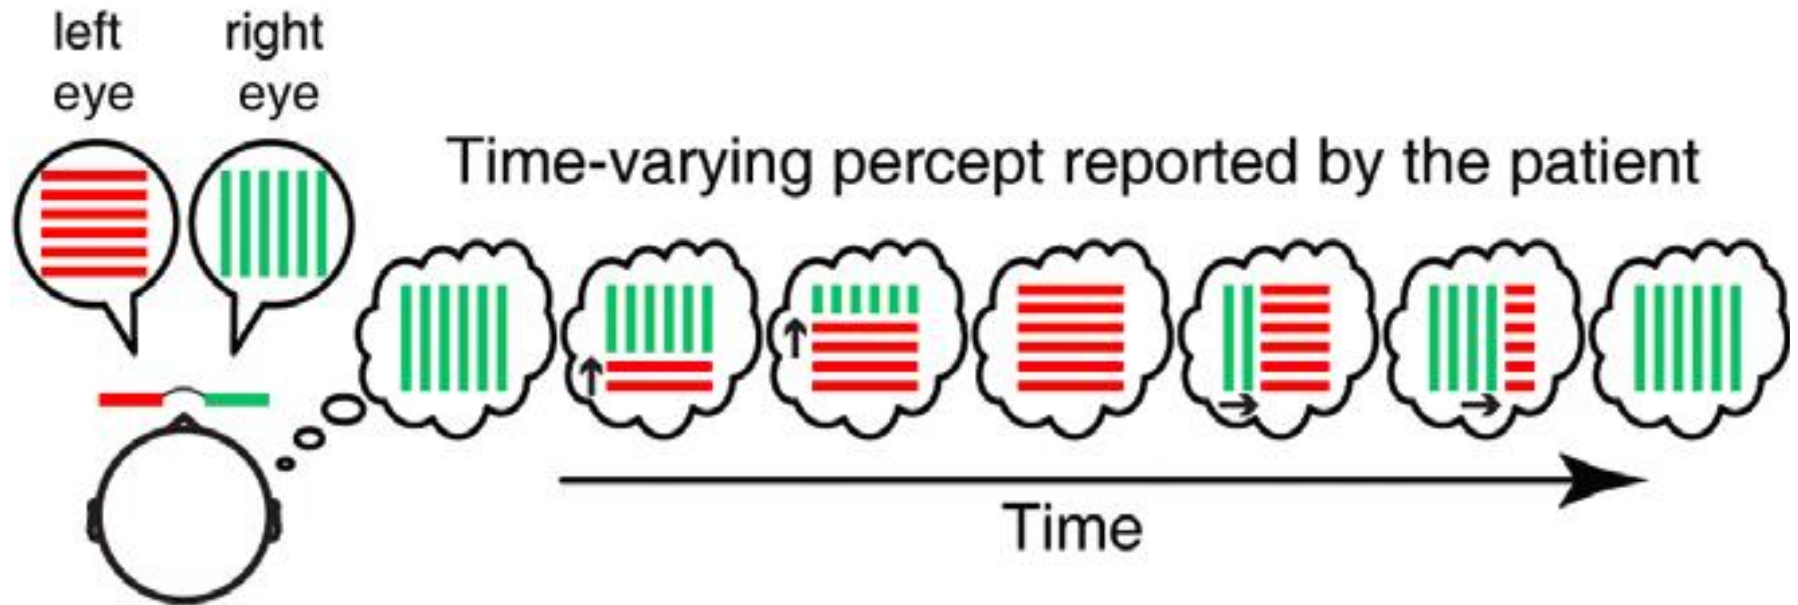 left
eye
right
eye
Time-varying percept reported by the patient
Time